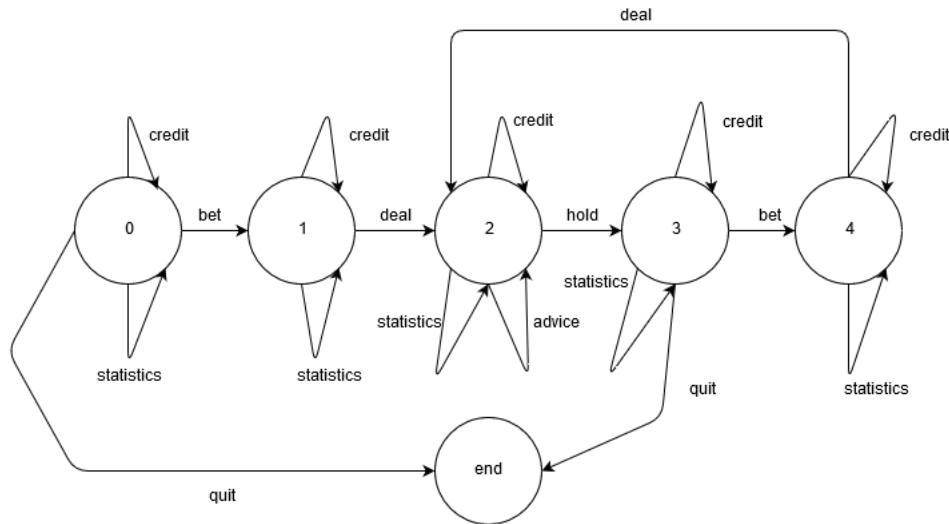 deal
credit
credit
credit
credit
credit
0
bet
1
deal
2
hold
3
bet
4
statistics
statistics
statistics
advice
statistics
statistics
quit
end
quit